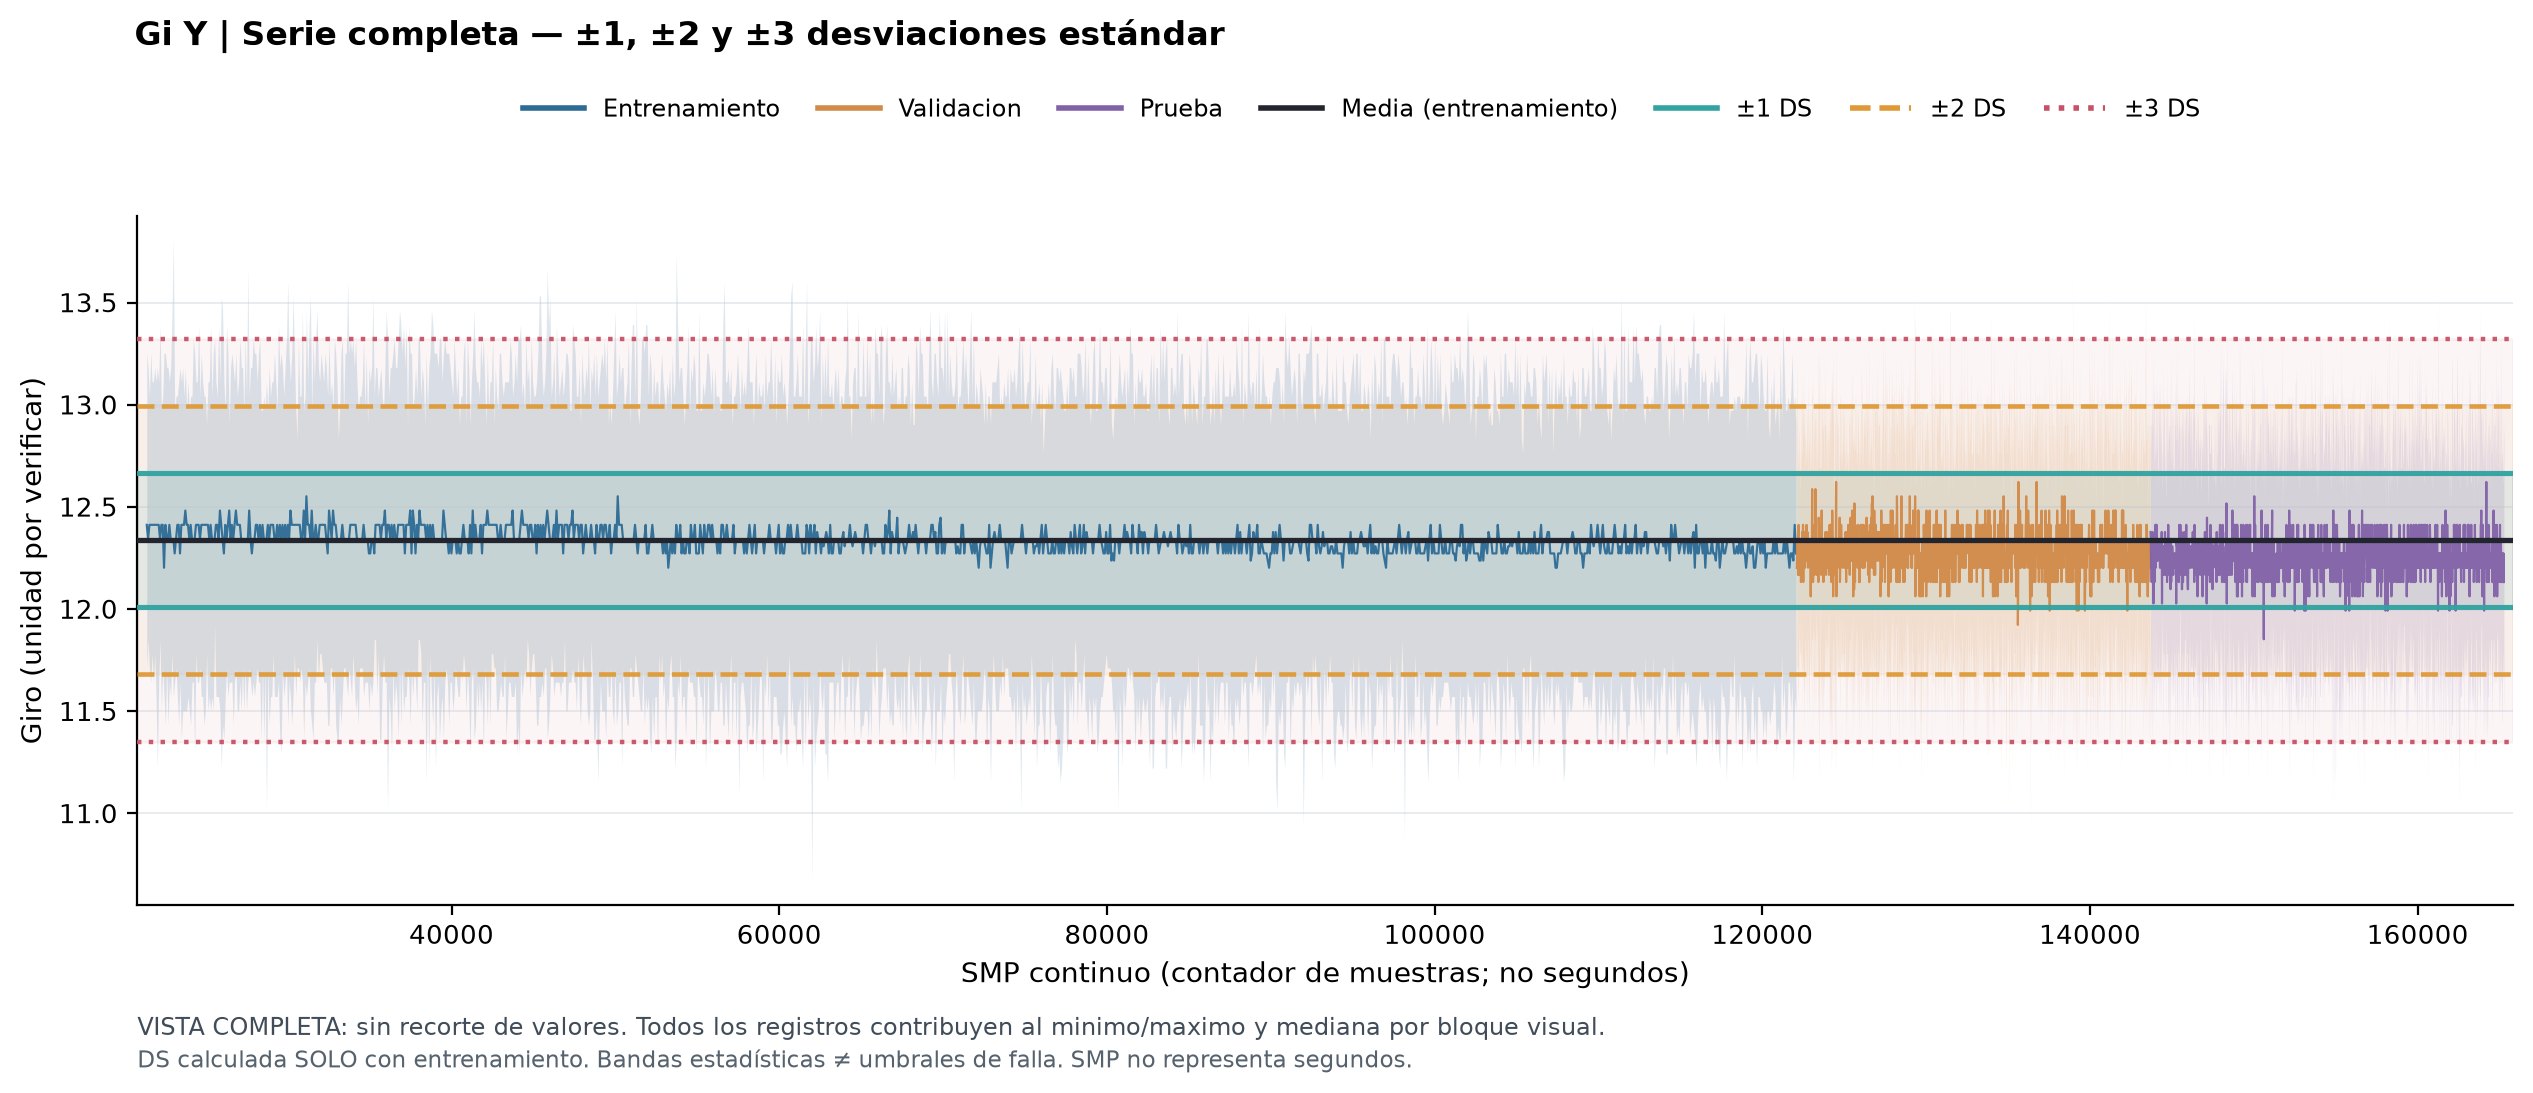 Gi Y | Serie completa — ±1, ±2 y ±3 desviaciones estándar
Entrenamiento Validacion Prueba Media (entrenamiento) ±1 DS ±2 DS ±3 DS
Giro (unidad por verificar)
13.5
13.0
12.5
12.0
11.5
11.0
40000 60000 80000 100000 120000 140000 160000
SMP continuo (contador de muestras; no segundos)
VISTA COMPLETA: sin recorte de valores. Todos los registros contribuyen al minimo/maximo y mediana por bloque visual.
DS calculada SOLO con entrenamiento. Bandas estadísticas ≠ umbrales de falla. SMP no representa segundos.